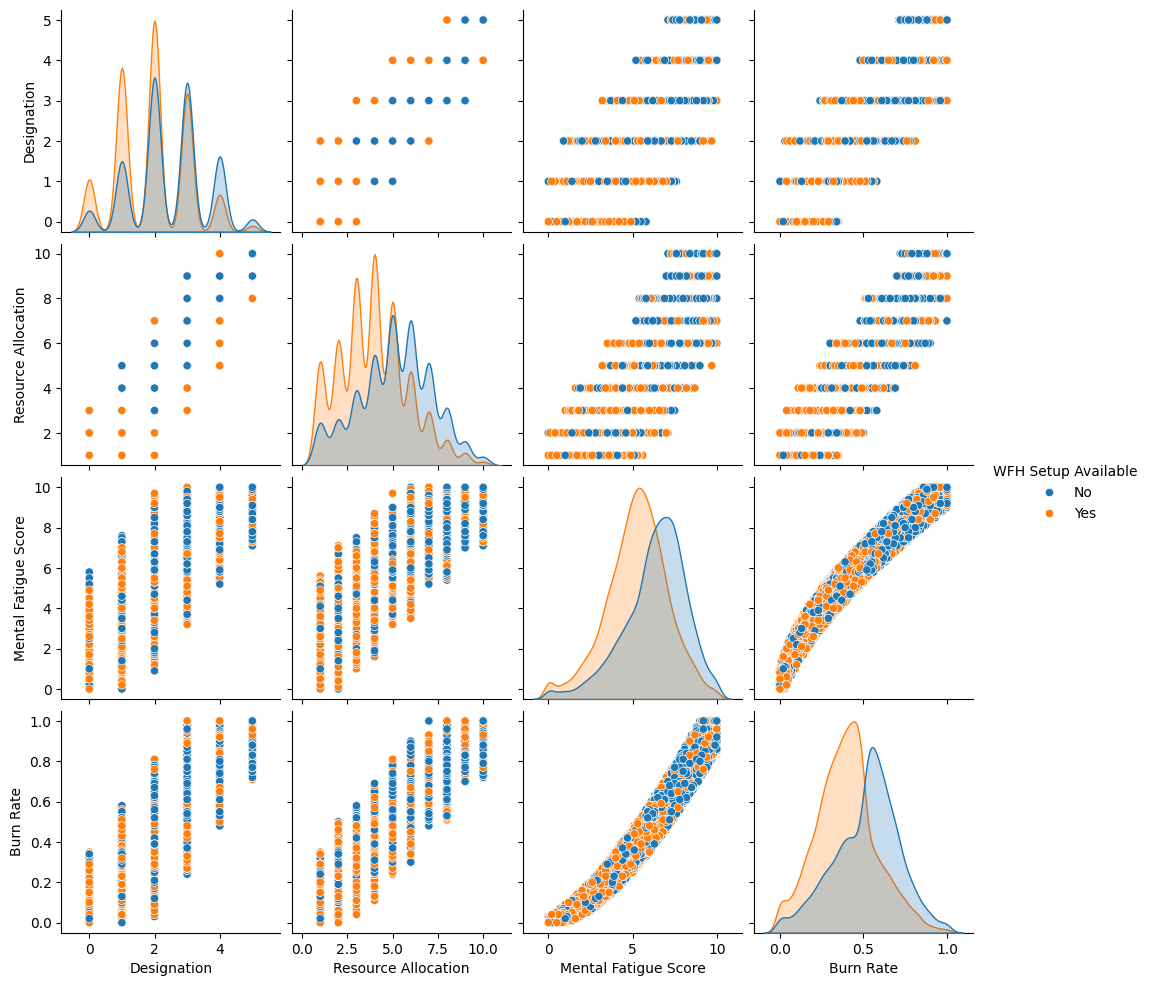 5
4
3
2
1
0
Designation
10
8
6
4
2
Resource Allocation
10
8
6
4
2
0
Mental Fatigue Score
WFH Setup Available
No
Yes
1.0
0.8
0.6
0.4
0.2
0.0
Burn Rate
0 2 4
0.0 2.5 5.0 7.5 10.0
0 5 10
0.0 0.5 1.0
Designation Resource Allocation Mental Fatigue Score Burn Rate